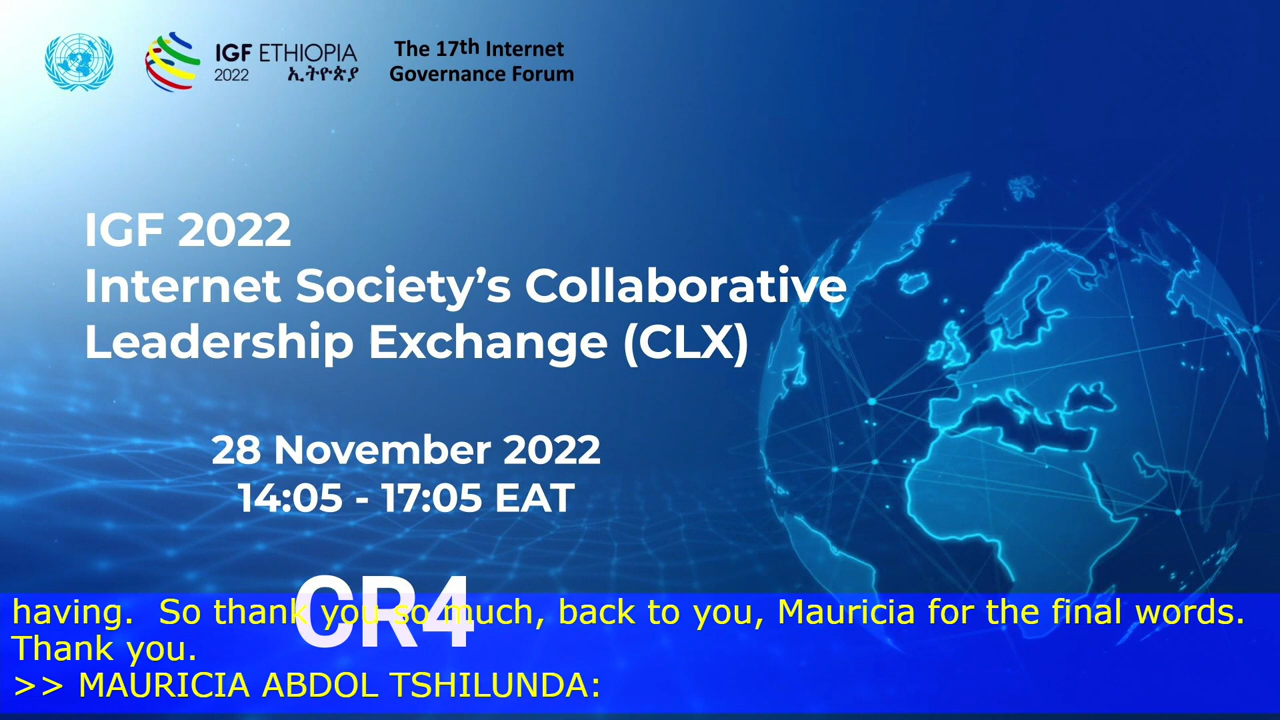 IGF ETHIOPIA
2022 ኢትዮጵያ
The 17th Internet
Governance Forum
IGF 2022
Internet Society’s Collaborative
Leadership Exchange (CLX)
28 November 2022
14:05 - 17:05 EAT
CR4
having.  So thank you so much, back to you, Mauricia for the final words.
Thank you.
>> MAURICIA ABDOL TSHILUNDA: